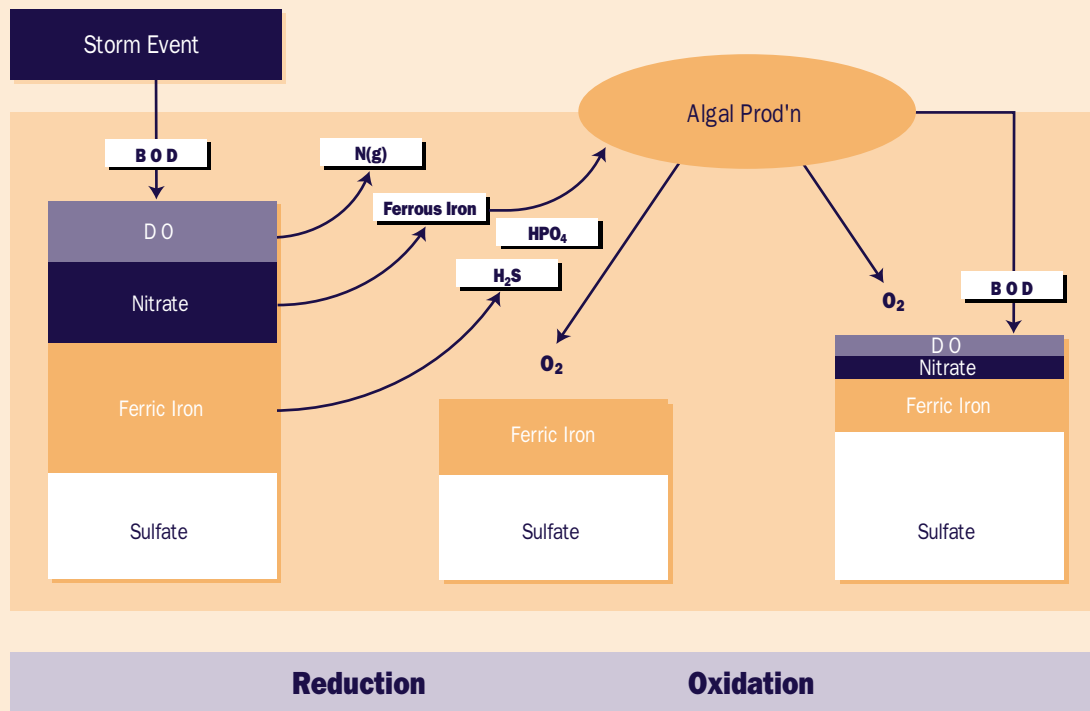 Storm Event
BOD
DO
Nitrate
Ferric Iron
Sulfate
N(g)
Ferrous Iron
HPO₄
H₂S
Algal Prod'n
O₂
Ferric Iron
Sulfate
O₂
BOD
DO
Nitrate
Ferric Iron
Sulfate
Reduction
Oxidation